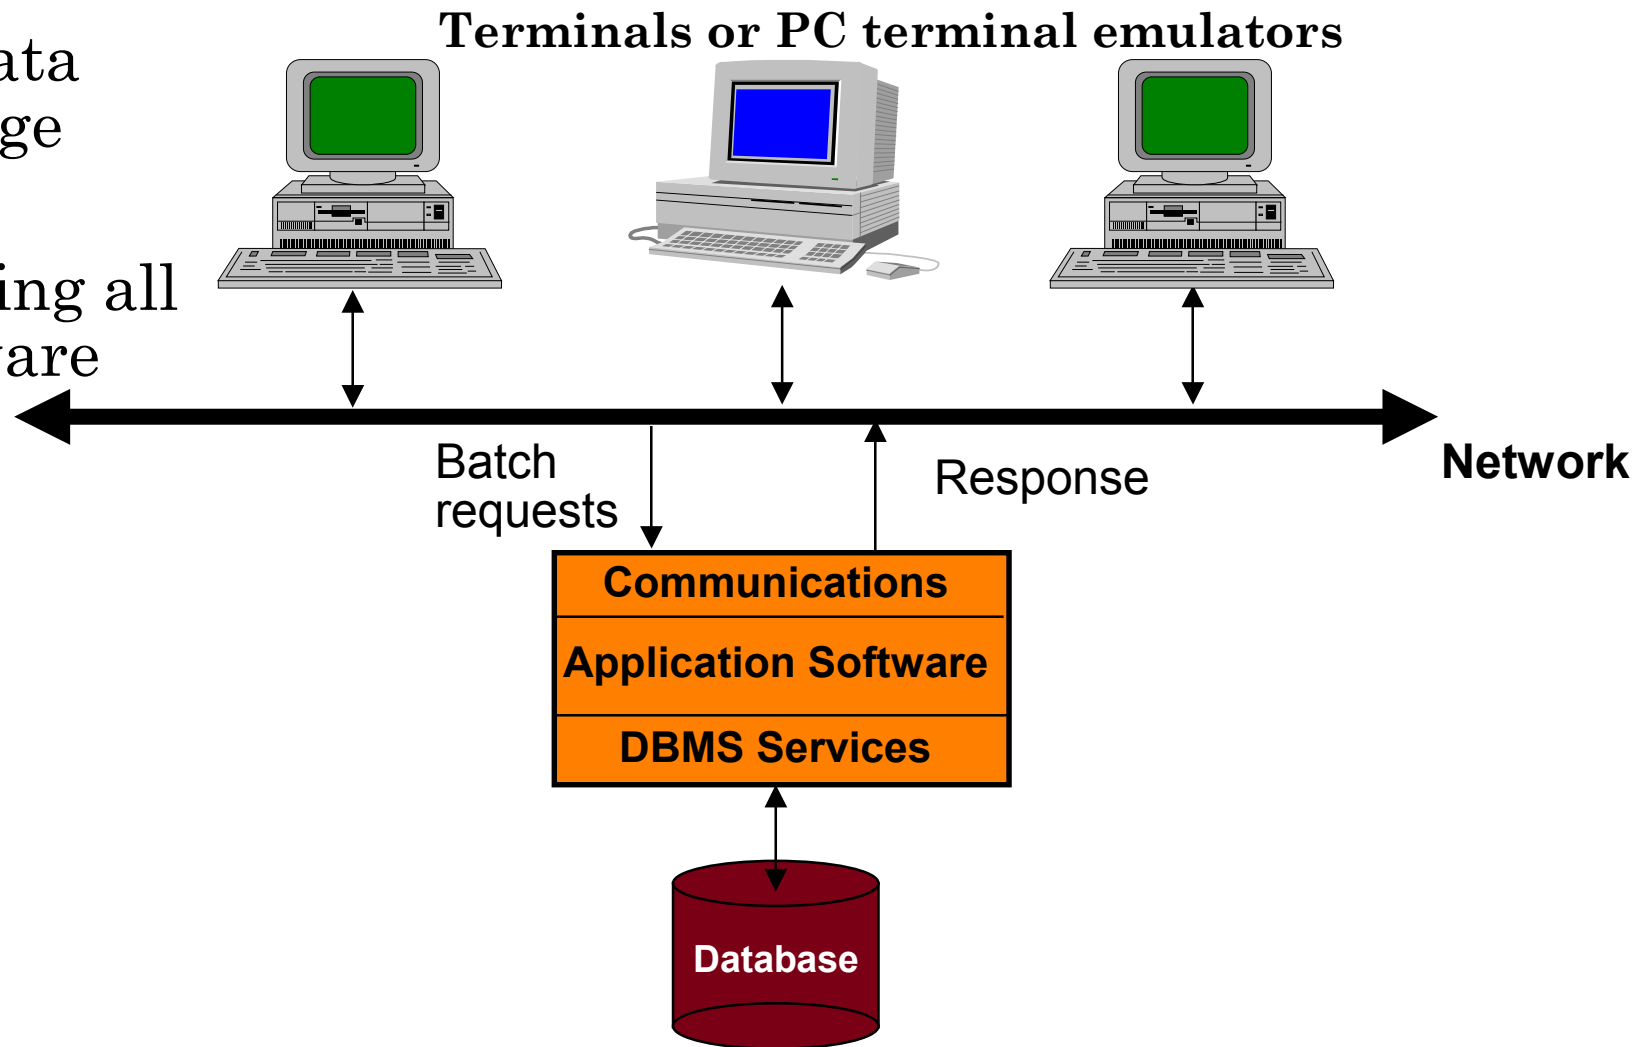 Terminals or PC terminal emulators
ata
ge
ing all
are
Network
Batch
requests
Response
Communications
Application Software
DBMS Services
Database